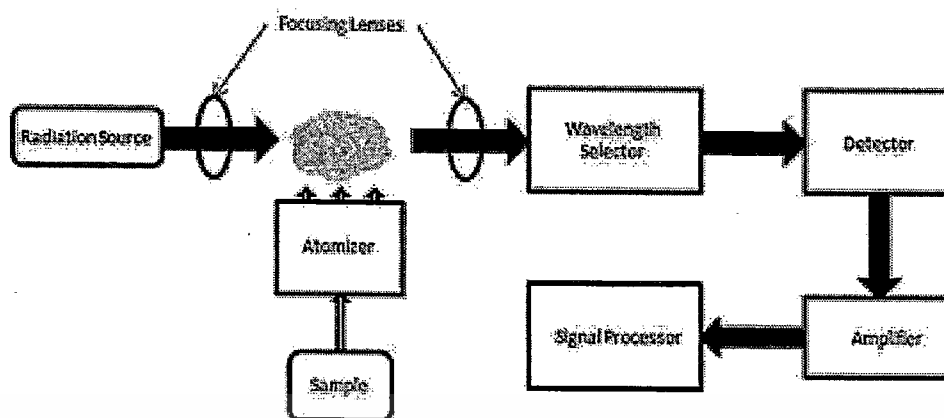 Focusing Lenses
Radiation Source
Wavelength
Selector
Detector
Atomizer
Signal Processor
Amplifier
Sample